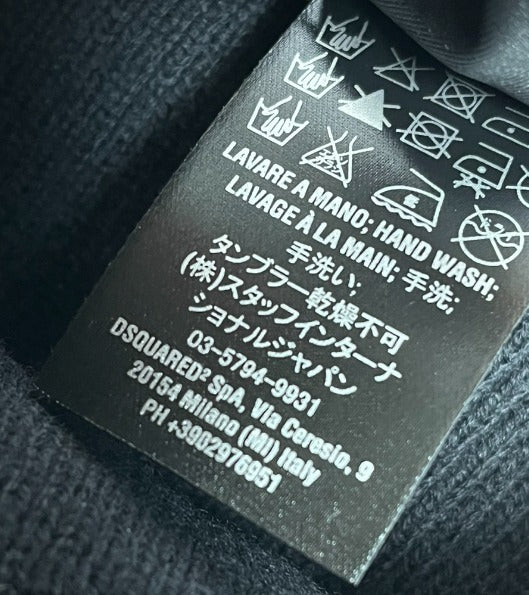 LAVARE A MANO; HAND WASH;
LAVAGE À LA MAIN; 手洗;
手洗い;
タンブラー乾燥不可
(株)スタッフインターナ
ショナルジャパン
03-5794-9931
DSQUARED² SpA, Via Ceresio, 9
20154 Milano (MI) Italy
PH +3902976951